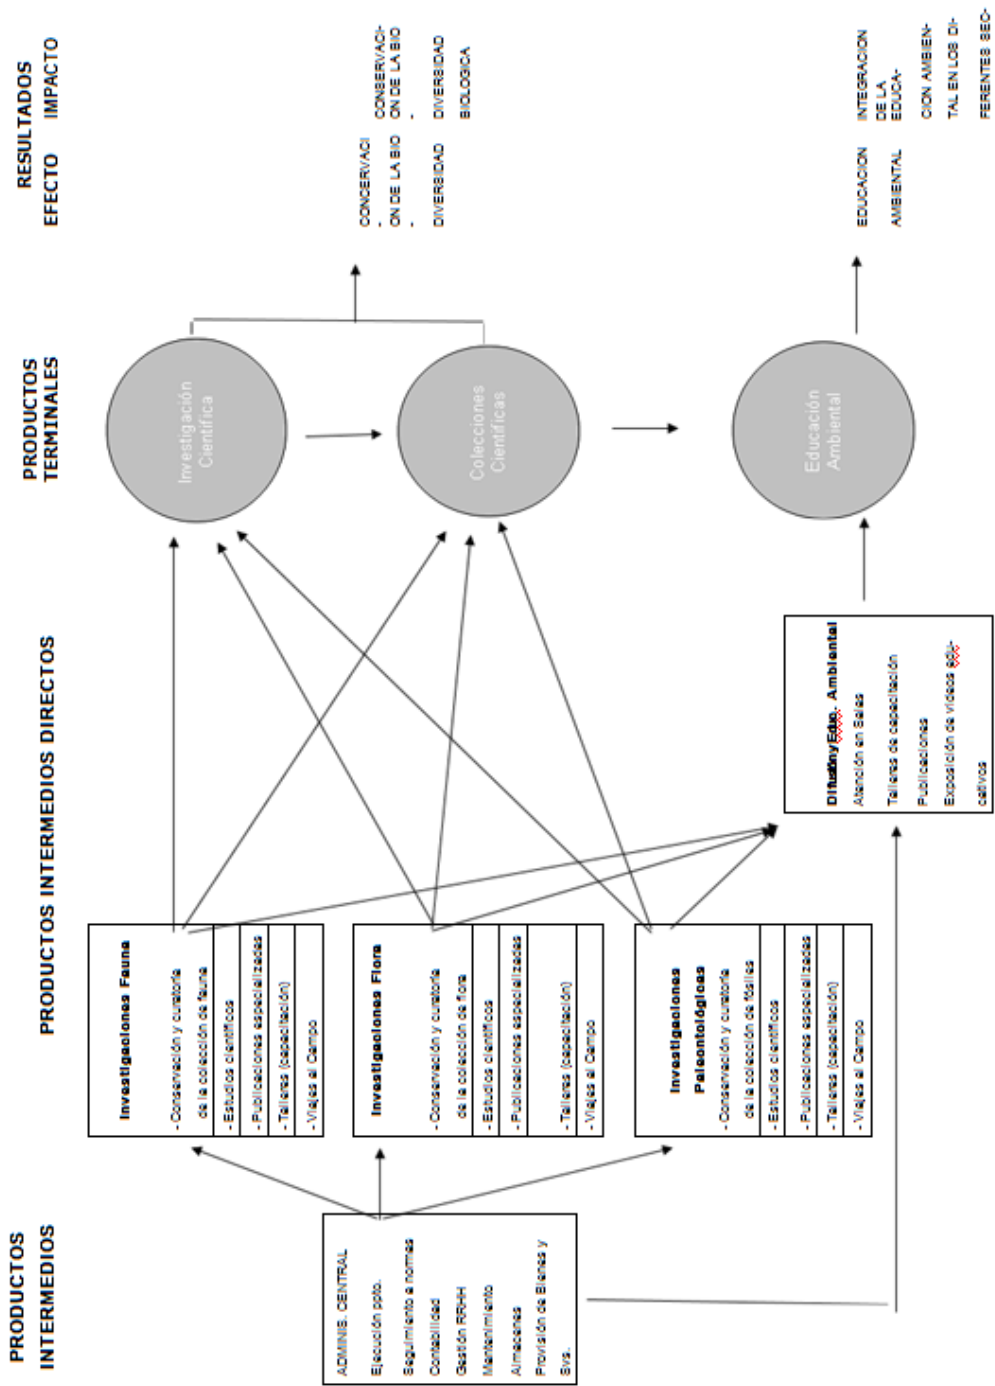 PRODUCTOS
INTERMEDIOS
PRODUCTOS INTERMEDIOS DIRECTOS
PRODUCTOS
TERMINALES
RESULTADOS
EFECTO IMPACTO
ADMINIS. CENTRAL
Ejecución ppto.
Seguimiento a normas
Contabilidad
Gestión RRHH
Mantenimiento
Almacenes
Provisión de Bienes y
Svs.
Investigaciones Fauna
- Conservación y curatoria
de la colección de fauna
- Estudios científicos
- Publicaciones especializadas
- Talleres (capacitación)
- Viajes al Campo
Investigaciones Flora
- Conservación y curatoria
de la colección de flora
- Estudios científicos
- Publicaciones especializadas
- Talleres (capacitación)
- Viajes al Campo
Investigaciones
Paleontológicas
- Conservación y curatoria
de la colección de fósiles
- Estudios científicos
- Publicaciones especializadas
- Talleres (capacitación)
- Viajes al Campo
Difusión y Educ. Ambiental
Atención en Salas
Talleres de capacitación
Publicaciones
Exposición de videos edu-
cativos
Investigación
Científica
Colecciones
Científicas
Educación
Ambiental
CONCERVACI
-
ON DE LA BIO
-
DIVERSIDAD
CONSERVACI-
ON DE LA BIO
-
DIVERSIDAD
BIOLOGICA
EDUCACION
AMBIENTAL
INTEGRACION
DE LA
EDUCA-
CION AMBIEN-
TAL EN LOS DI-
FERENTES SEC-